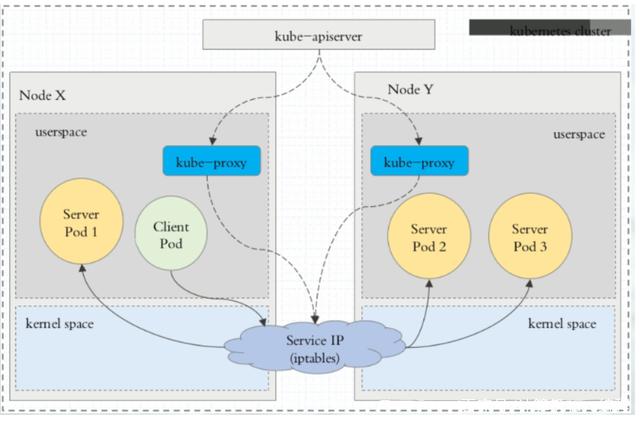 kube-apiserver
kubernetes cluster
Node X
Node Y
userspace
userspace
kube-proxy
kube-proxy
Server
Pod 1
Client
Pod
Server
Pod 2
Server
Pod 3
kernel space
kernel space
Service IP
(iptables)